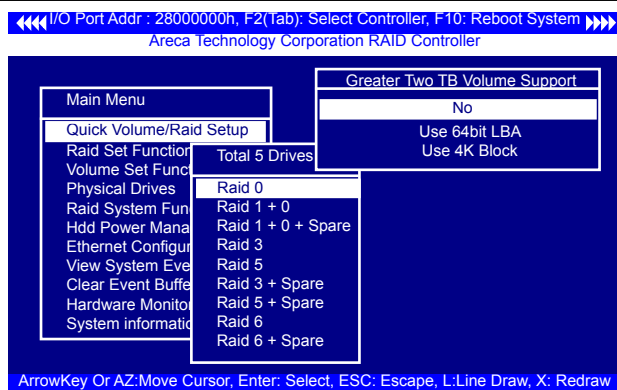 I/O Port Addr : 28000000h, F2(Tab): Select Controller, F10: Reboot System
Areca Technology Corporation RAID Controller
Main Menu
Quick Volume/Raid Setup
Raid Set Function
Volume Set Funct
Physical Drives
Raid System Fun
Hdd Power Mana
Ethernet Configur
View System Eve
Clear Event Buffe
Hardware Monitor
System informatio
Total 5 Drives
Raid 0
Raid 1 + 0
Raid 1 + 0 + Spare
Raid 3
Raid 5
Raid 3 + Spare
Raid 5 + Spare
Raid 6
Raid 6 + Spare
Greater Two TB Volume Support
No
Use 64bit LBA
Use 4K Block
ArrowKey Or AZ:Move Cursor, Enter: Select, ESC: Escape, L:Line Draw, X: Redraw